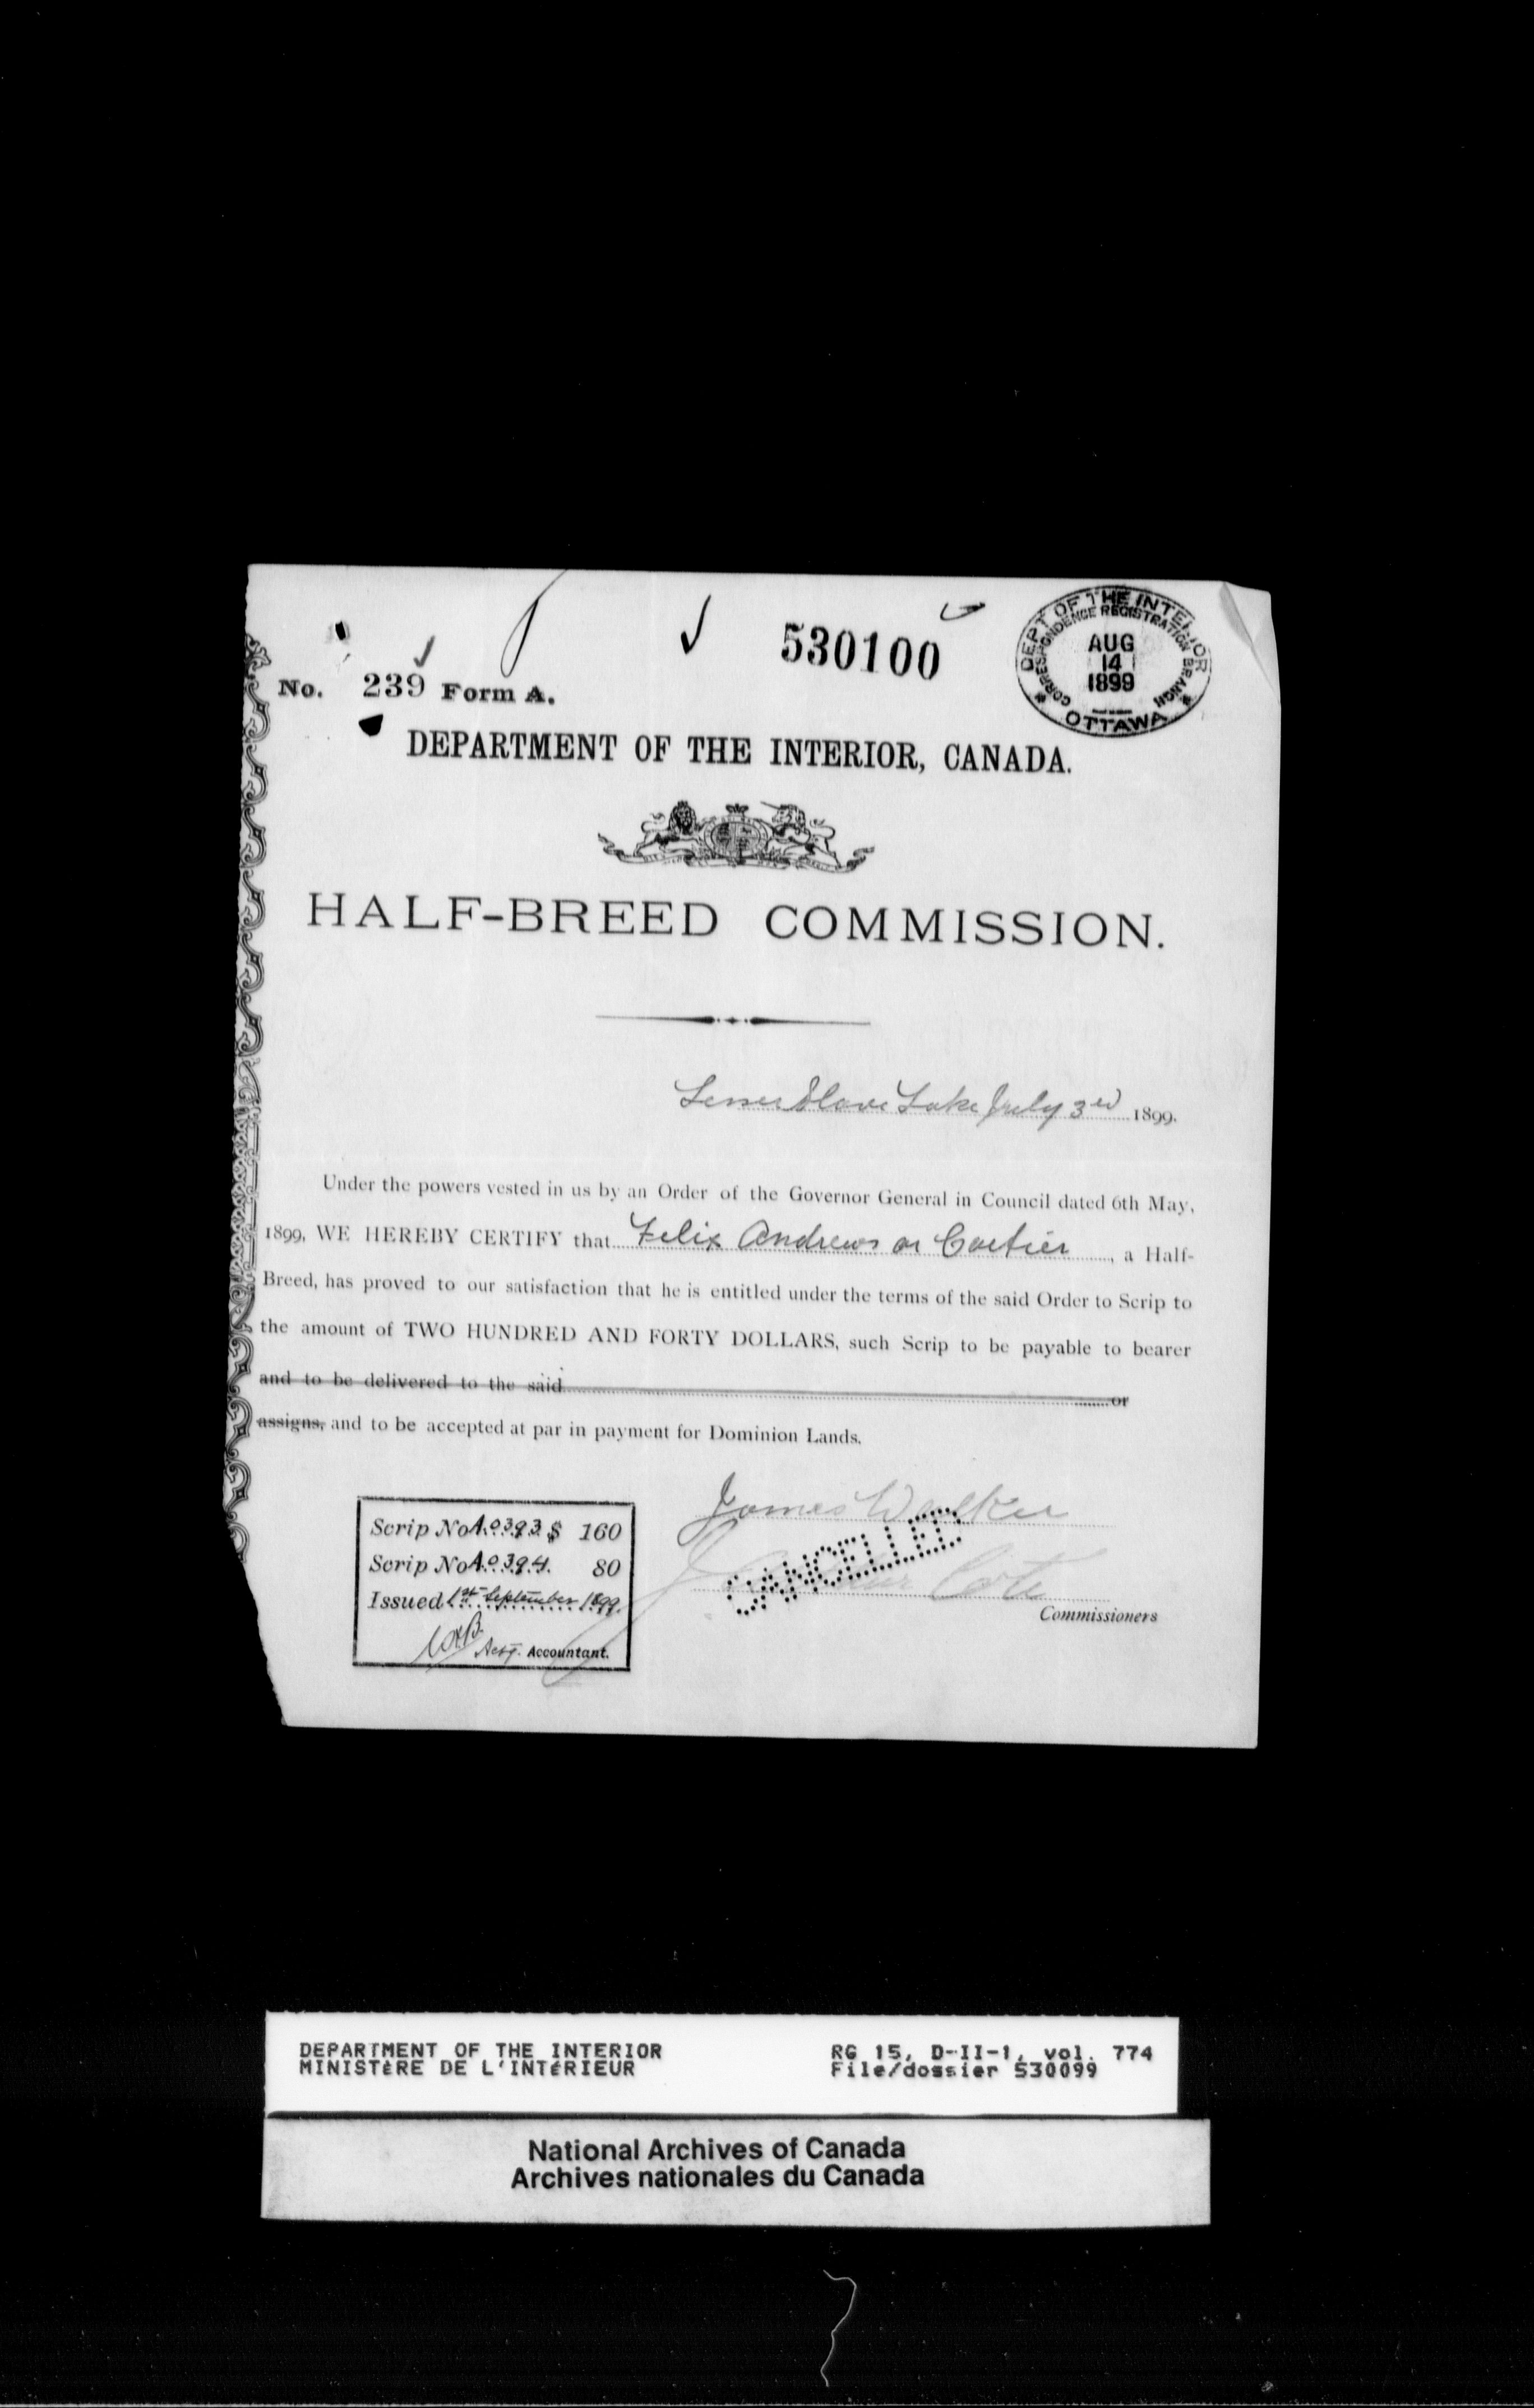 530100
DEPT OF THE INTERIOR
CORRESPONDENCE REGISTRATION BRANCH
AUG
14
1899
OTTAWA
No. 239 Form A.
DEPARTMENT OF THE INTERIOR, CANADA.
HALF-BREED COMMISSION.
Lesser Slave Lake July 3rd 1899.
Under the powers vested in us by an Order of the Governor General in Council dated 6th May,
1899, WE HEREBY CERTIFY that Felix Andrews or Cartier, a Half-
Breed, has proved to our satisfaction that he is entitled under the terms of the said Order to Scrip to
the amount of TWO HUNDRED AND FORTY DOLLARS, such Scrip to be payable to bearer
and to be delivered to the said or
assigns, and to be accepted at par in payment for Dominion Lands.
James Walker
CANCELLED
Cote
Commissioners
Scrip No A.0393 $ 160
Scrip No A.0394. 80
Issued 1st September 1899.
Actg. Accountant.
DEPARTMENT OF THE INTERIOR
MINISTèRE DE L'INTéRIEUR
RG 15, D-II-1, vol. 774
File/dossier 530099
National Archives of Canada
Archives nationales du Canada